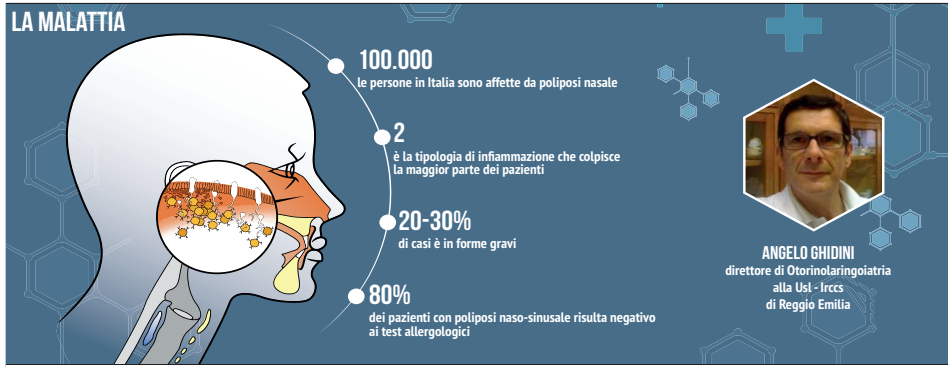 LA MALATTIA
100.000
le persone in Italia sono affette da poliposi nasale
2
è la tipologia di infiammazione che colpisce
la maggior parte dei pazienti
20-30%
di casi è in forme gravi
80%
dei pazienti con poliposi naso-sinusale risulta negativo
ai test allergologici
ANGELO GHIDINI
direttore di Otorinolaringoiatria
alla Usl - Irccs
di Reggio Emilia